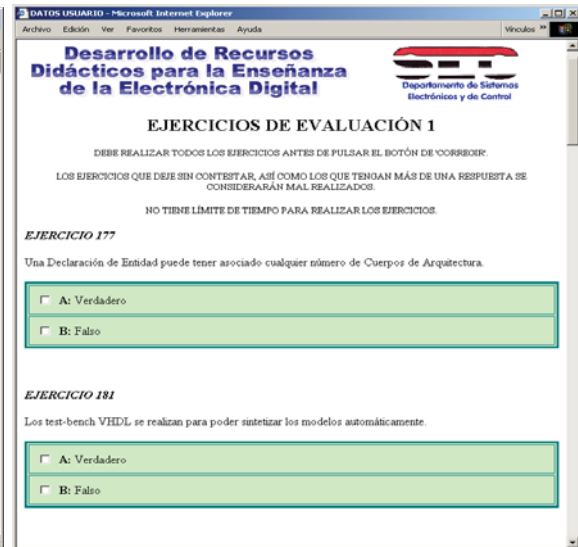 DATOS USUARIO - Microsoft Internet Explorer
Archivo Edición Ver Favoritos Herramientas Ayuda Vínculos »
Desarrollo de Recursos
Didácticos para la Enseñanza
de la Electrónica Digital
SEC
Departamento de Sistemas
Electrónicos y de Control
EJERCICIOS DE EVALUACIÓN 1
DEBE REALIZAR TODOS LOS EJERCICIOS ANTES DE PULSAR EL BOTÓN DE 'CORREGIR'.
LOS EJERCICIOS QUE DEJE SIN CONTESTAR, ASÍ COMO LOS QUE TENGAN MÁS DE UNA RESPUESTA SE
CONSIDERARÁN MAL REALIZADOS.
NO TIENE LÍMITE DE TIEMPO PARA REALIZAR LOS EJERCICIOS.
EJERCICIO 177
Una Declaración de Entidad puede tener asociado cualquier número de Cuerpos de Arquitectura.
A: Verdadero
B: Falso
EJERCICIO 181
Los test-bench VHDL se realizan para poder sintetizar los modelos automáticamente.
A: Verdadero
B: Falso